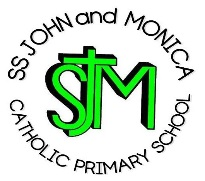 SS JOHN and MONICA
SJM
CATHOLIC PRIMARY SCHOOL